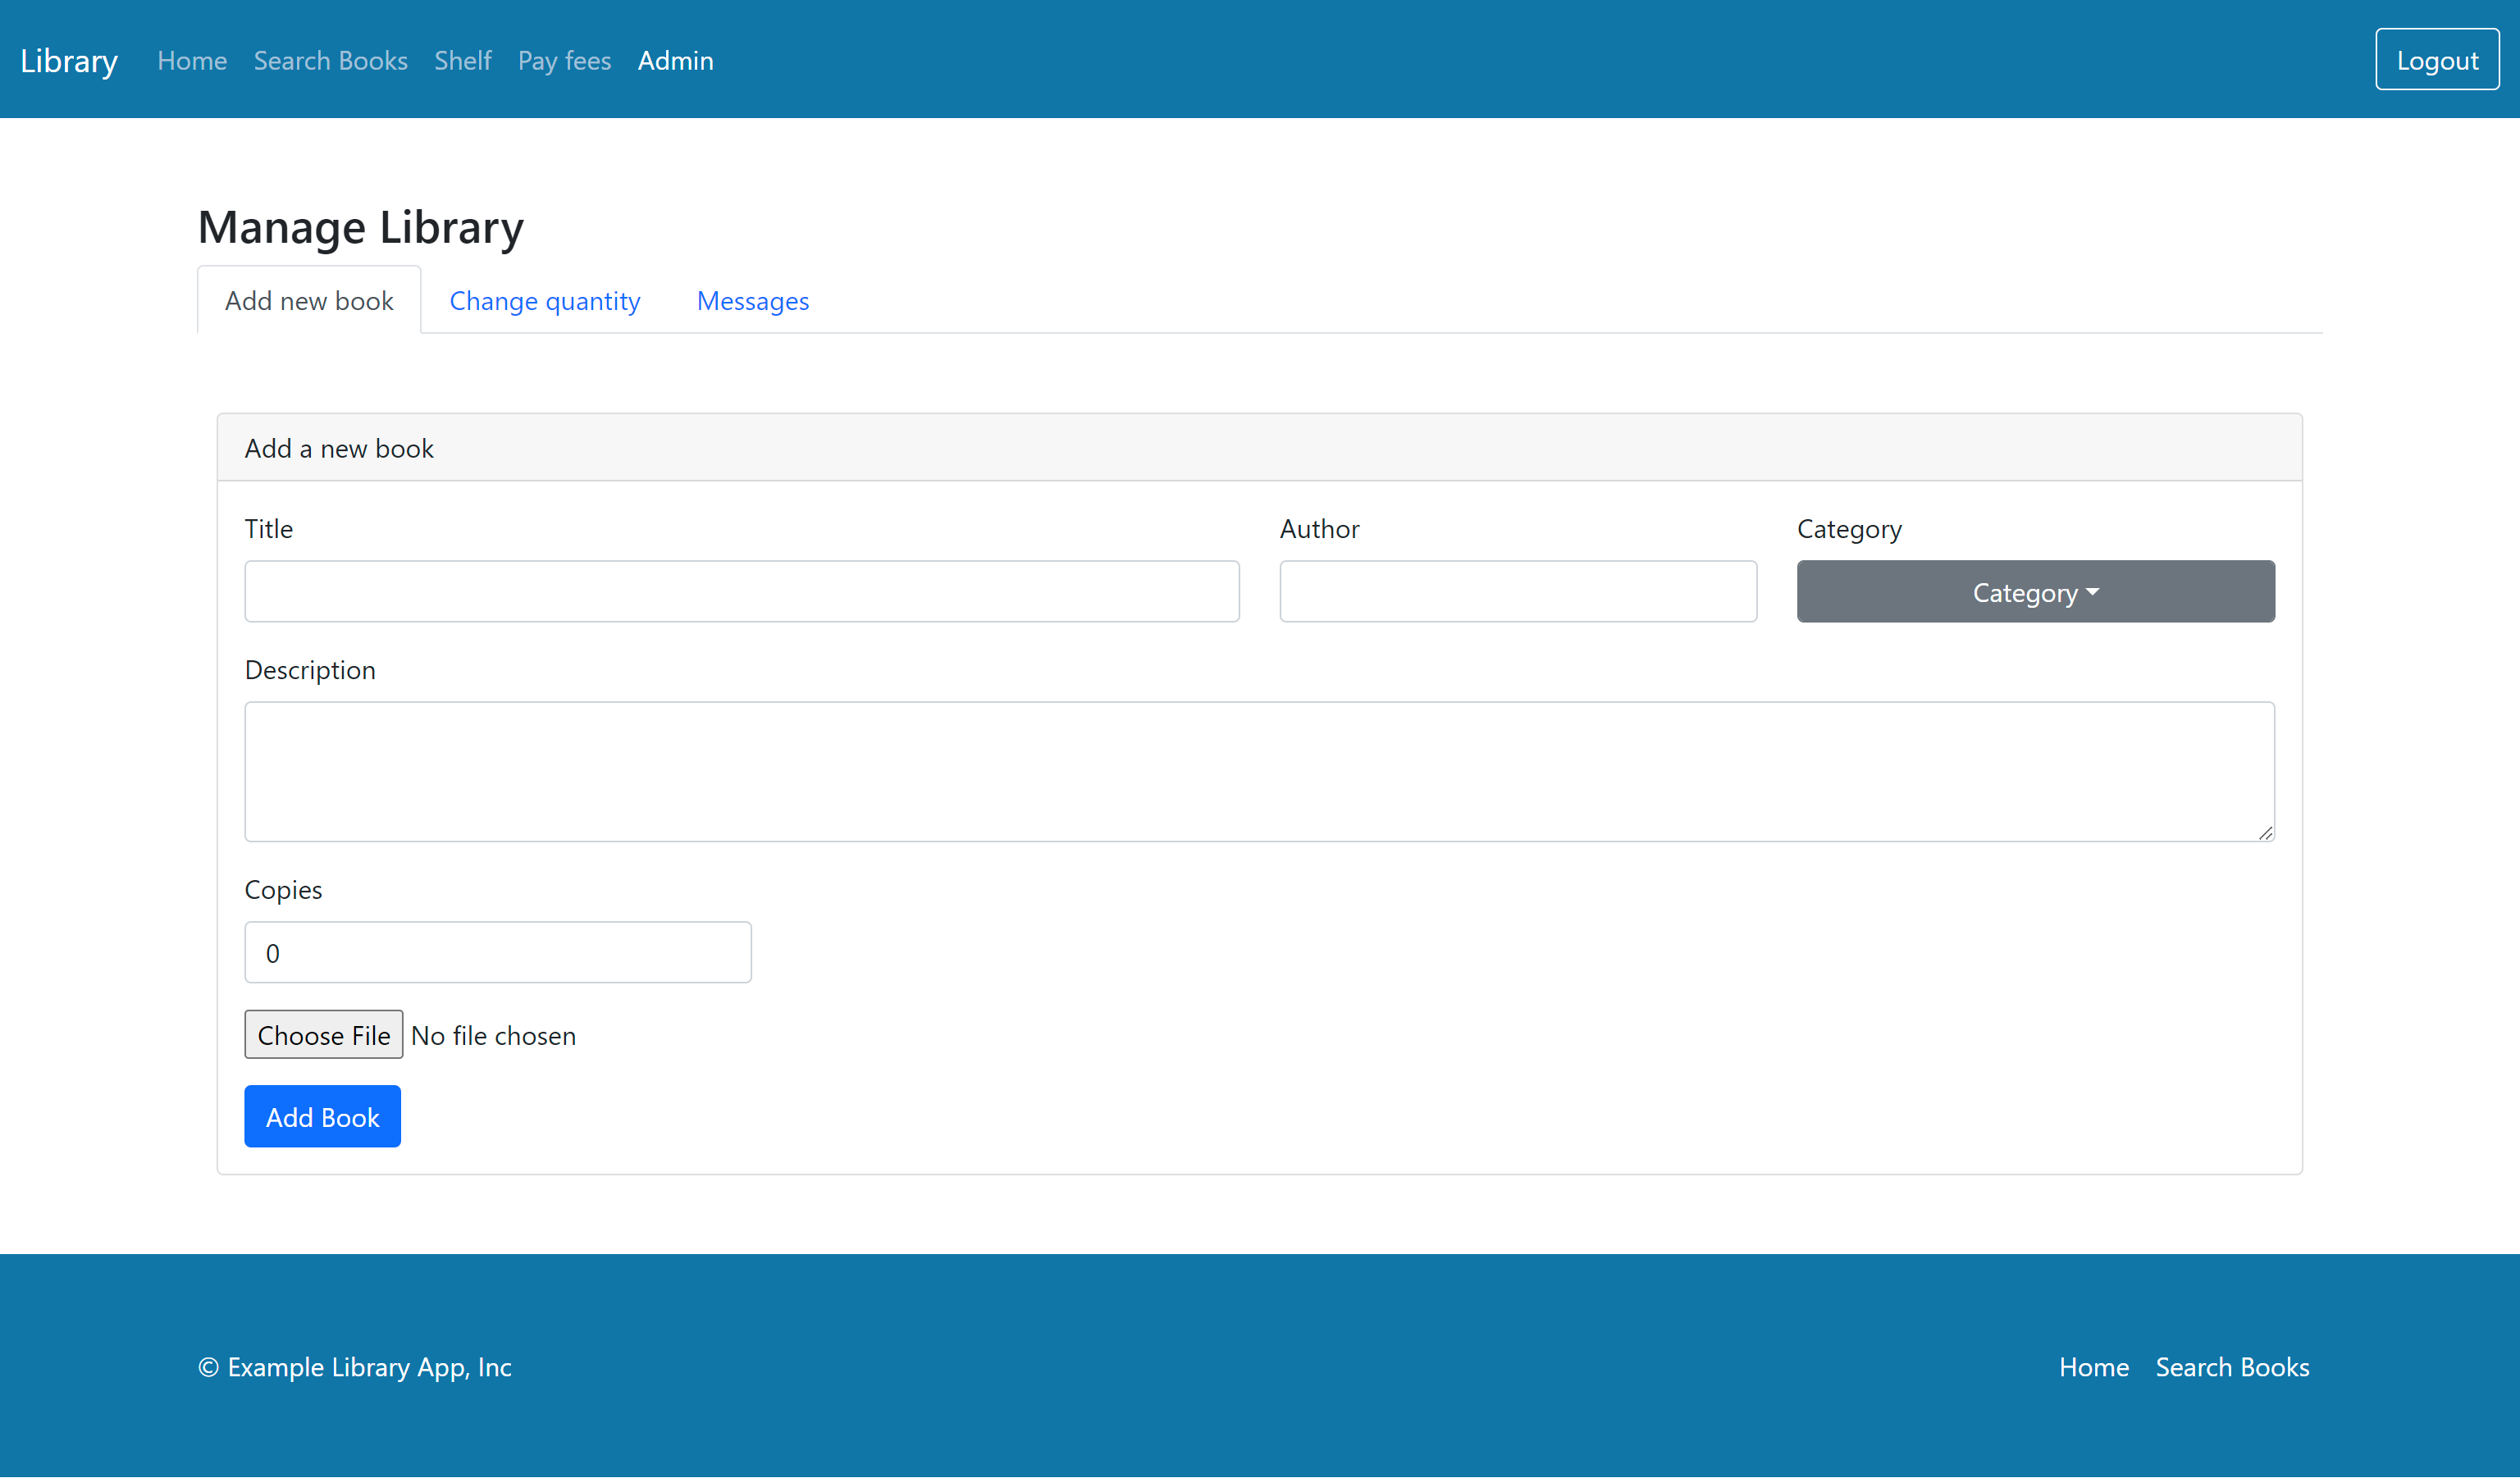 Library Home Search Books Shelf Pay fees Admin Logout
Manage Library
Add new book Change quantity Messages
Add a new book
Title Author Category
Category
Description
Copies
0
Choose File No file chosen
Add Book
© Example Library App, Inc Home Search Books